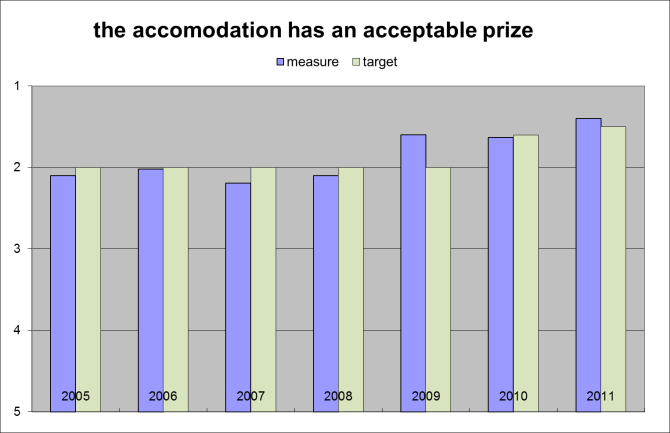 the accomodation has an acceptable prize
measure target
1
2
3
4
5
2005 2006 2007 2008 2009 2010 2011